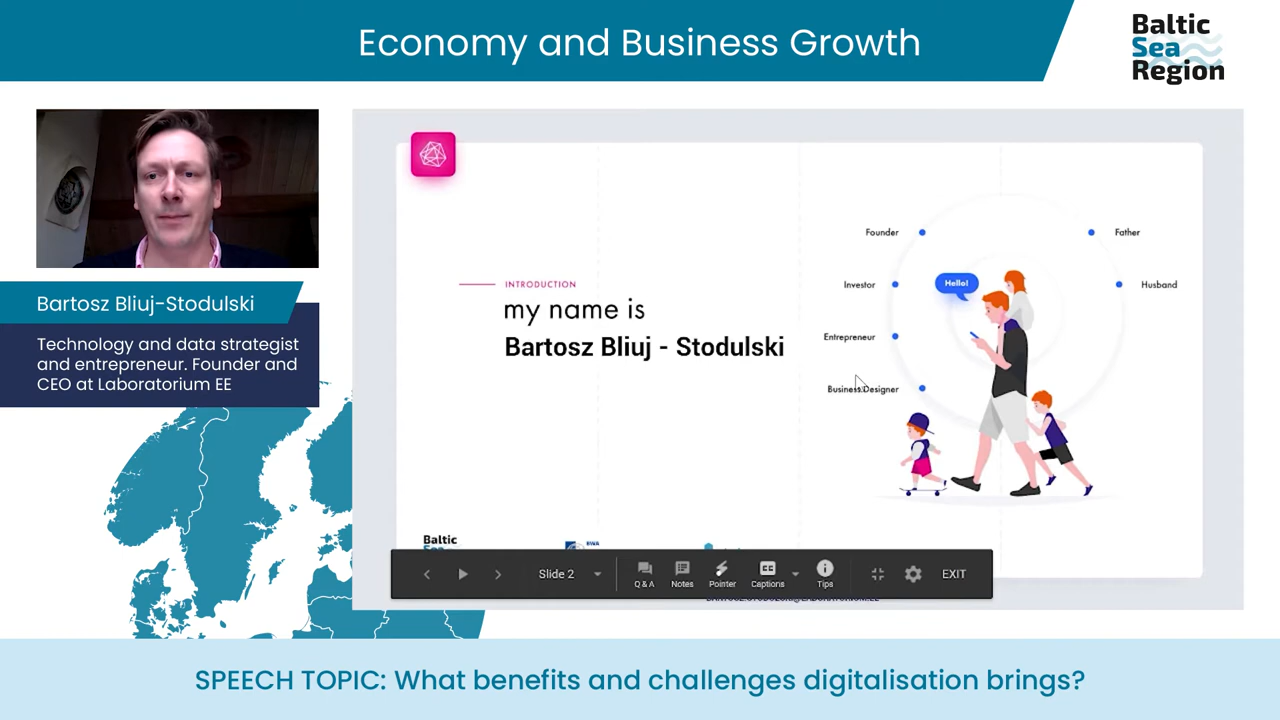 Economy and Business Growth
Baltic
Sea
Region
Bartosz Bliuj-Stodulski
Technology and data strategist
and entrepreneur. Founder and
CEO at Laboratorium EE
INTRODUCTION
my name is
Bartosz Bliuj - Stodulski
Founder
Father
Investor
Hello!
Husband
Entrepreneur
Business Designer
Baltic
EWA
Slide 2
Q & A
Notes
Pointer
Captions
Tips
EXIT
SPEECH TOPIC: What benefits and challenges digitalisation brings?